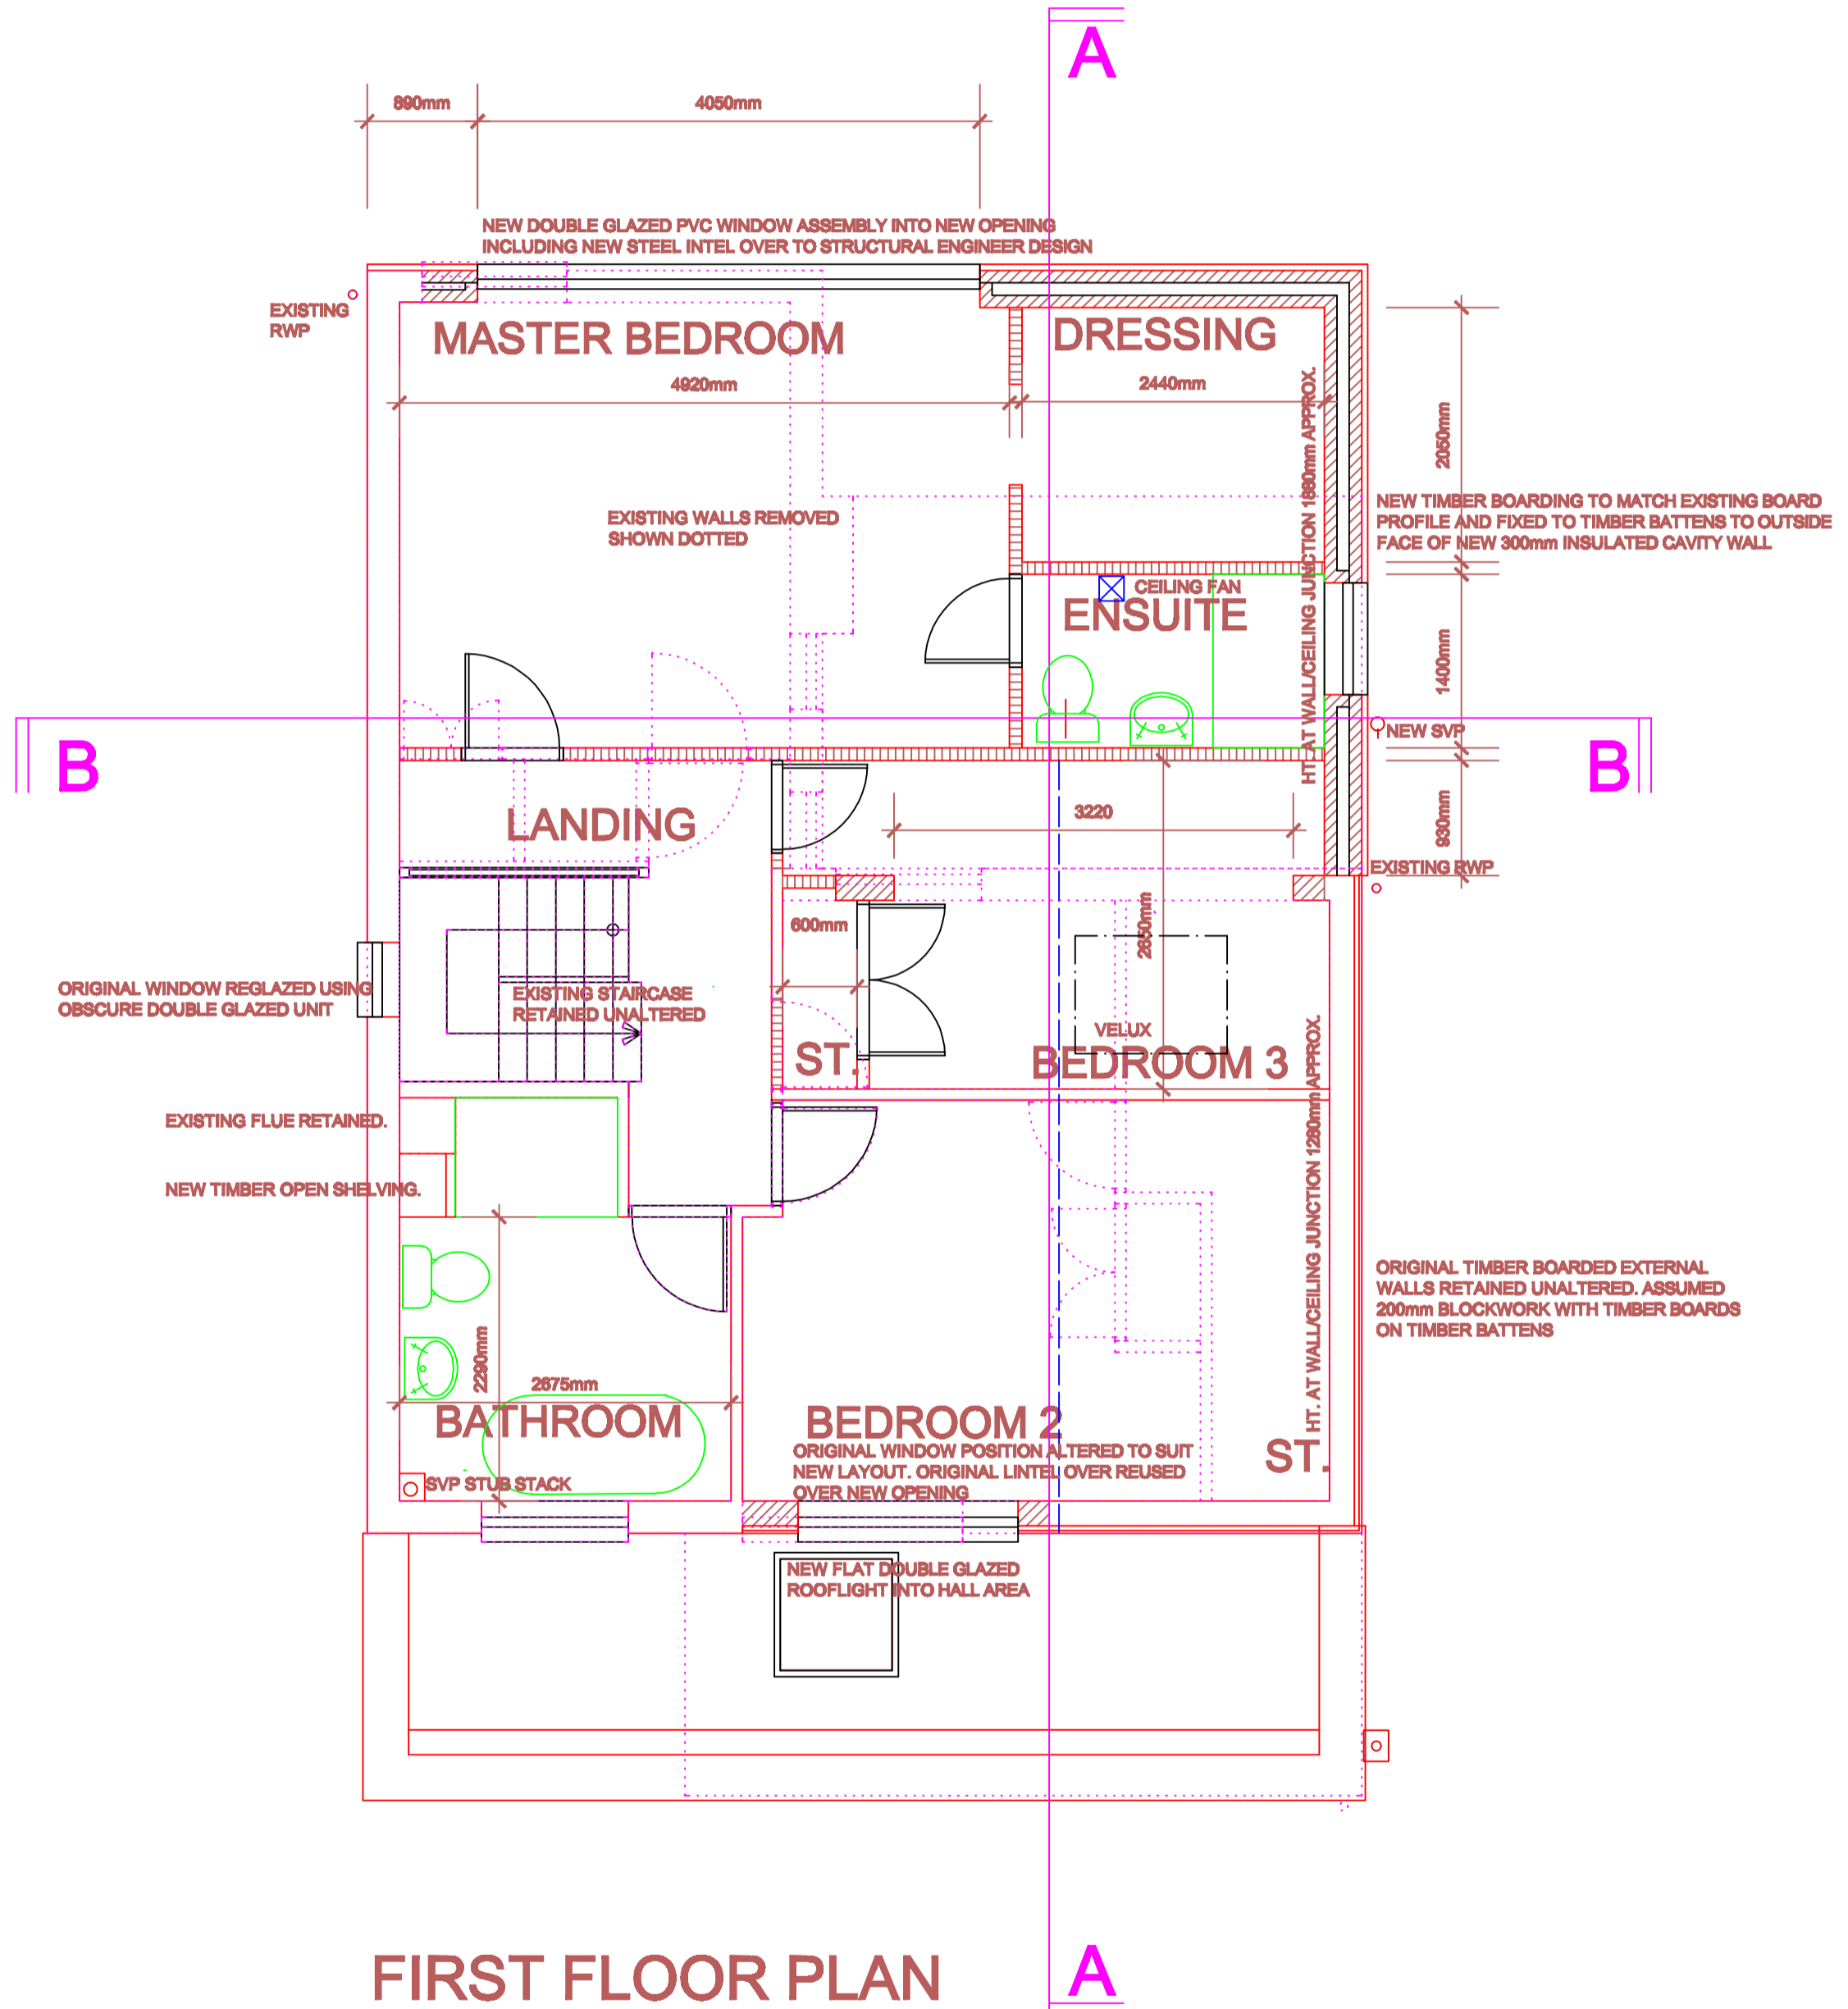 A
890mm
4050mm
NEW DOUBLE GLAZED PVC WINDOW ASSEMBLY INTO NEW OPENING
INCLUDING NEW STEEL INTEL OVER TO STRUCTURAL ENGINEER DESIGN
EXISTING
RWP
MASTER BEDROOM
DRESSING
4920mm
2440mm
HT. AT WALL/CEILING JUNCTION 1880mm APPROX.
2050mm
EXISTING WALLS REMOVED
SHOWN DOTTED
NEW TIMBER BOARDING TO MATCH EXISTING BOARD
PROFILE AND FIXED TO TIMBER BATTENS TO OUTSIDE
FACE OF NEW 300mm INSULATED CAVITY WALL
CEILING FAN
ENSUITE
1400mm
NEW SVP
B
B
LANDING
3220
930mm
EXISTING RWP
600mm
2650mm
ORIGINAL WINDOW REGLAZED USING
OBSCURE DOUBLE GLAZED UNIT
EXISTING STAIRCASE
RETAINED UNALTERED
ST.
VELUX
BEDROOM 3
HT. AT WALL/CEILING JUNCTION 1280mm APPROX.
EXISTING FLUE RETAINED.
NEW TIMBER OPEN SHELVING.
ORIGINAL TIMBER BOARDED EXTERNAL
WALLS RETAINED UNALTERED. ASSUMED
200mm BLOCKWORK WITH TIMBER BOARDS
ON TIMBER BATTENS
2290mm
2675mm
BATHROOM
BEDROOM 2
ORIGINAL WINDOW POSITION ALTERED TO SUIT
NEW LAYOUT. ORIGINAL LINTEL OVER REUSED
OVER NEW OPENING
ST.
SVP STUB STACK
NEW FLAT DOUBLE GLAZED
ROOFLIGHT INTO HALL AREA
FIRST FLOOR PLAN
A